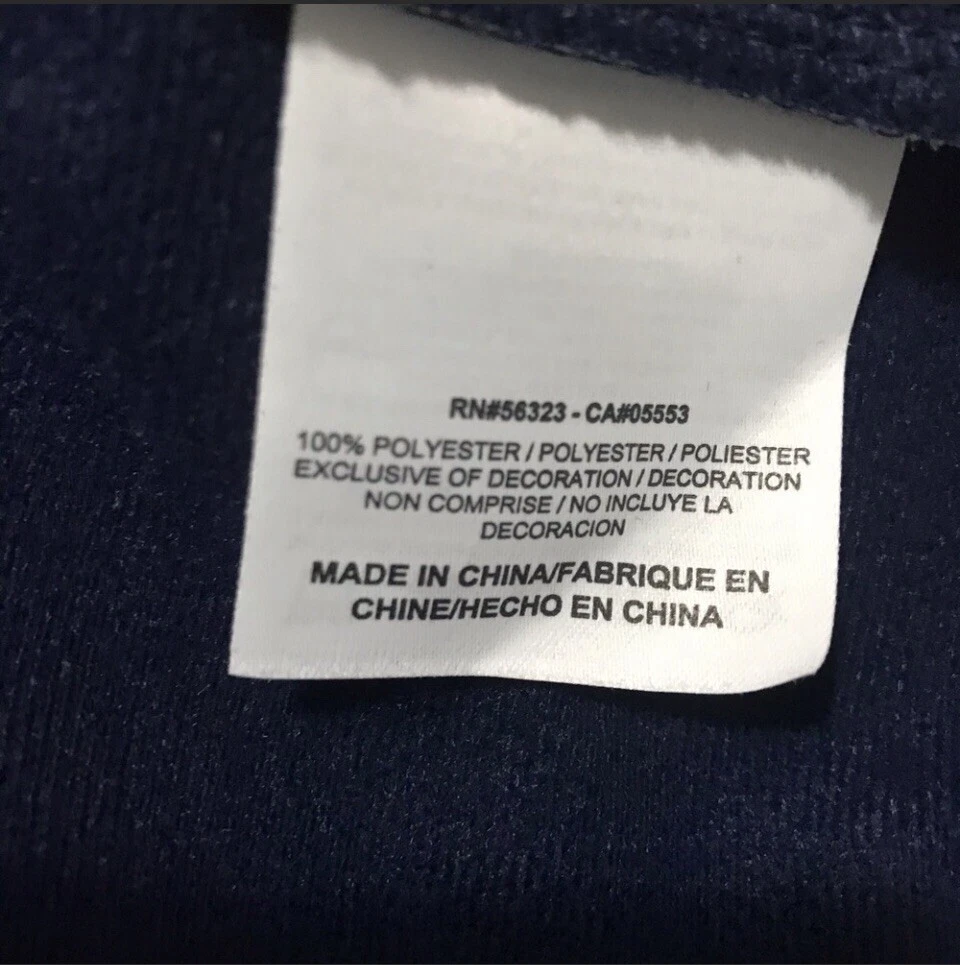 RN#56323 - CA#05553
100% POLYESTER / POLYESTER / POLIESTER
EXCLUSIVE OF DECORATION / DECORATION
NON COMPRISE / NO INCLUYE LA
DECORACION
MADE IN CHINA/FABRIQUE EN
CHINE/HECHO EN CHINA